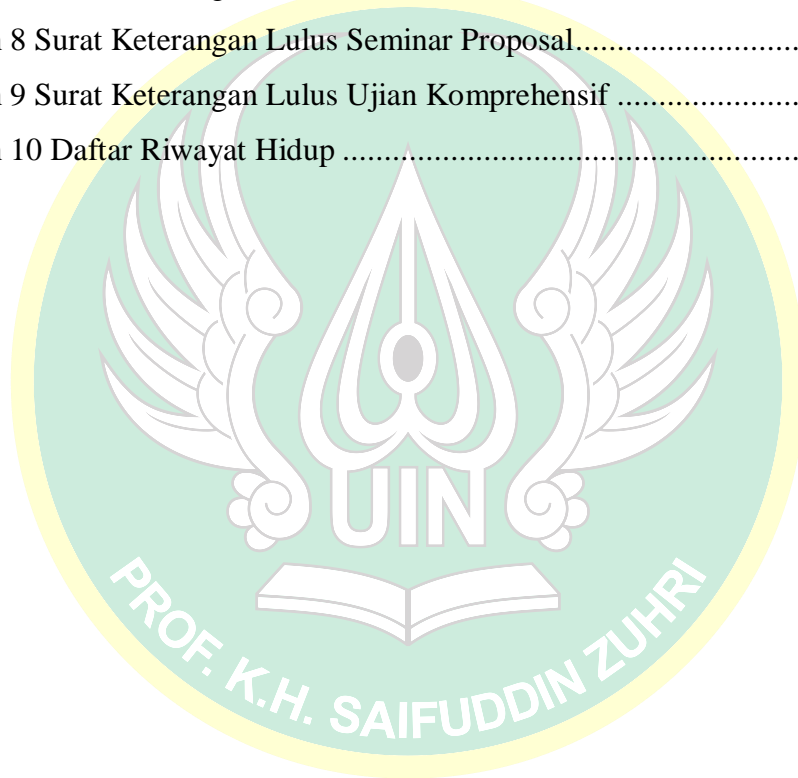 n 8 Surat Keterangan Lulus Seminar Proposal........................
n 9 Surat Keterangan Lulus Ujian Komprehensif ....................
n 10 Daftar Riwayat Hidup ..................................................
UIN
PROF. K.H. SAIFUDDIN ZUHRI